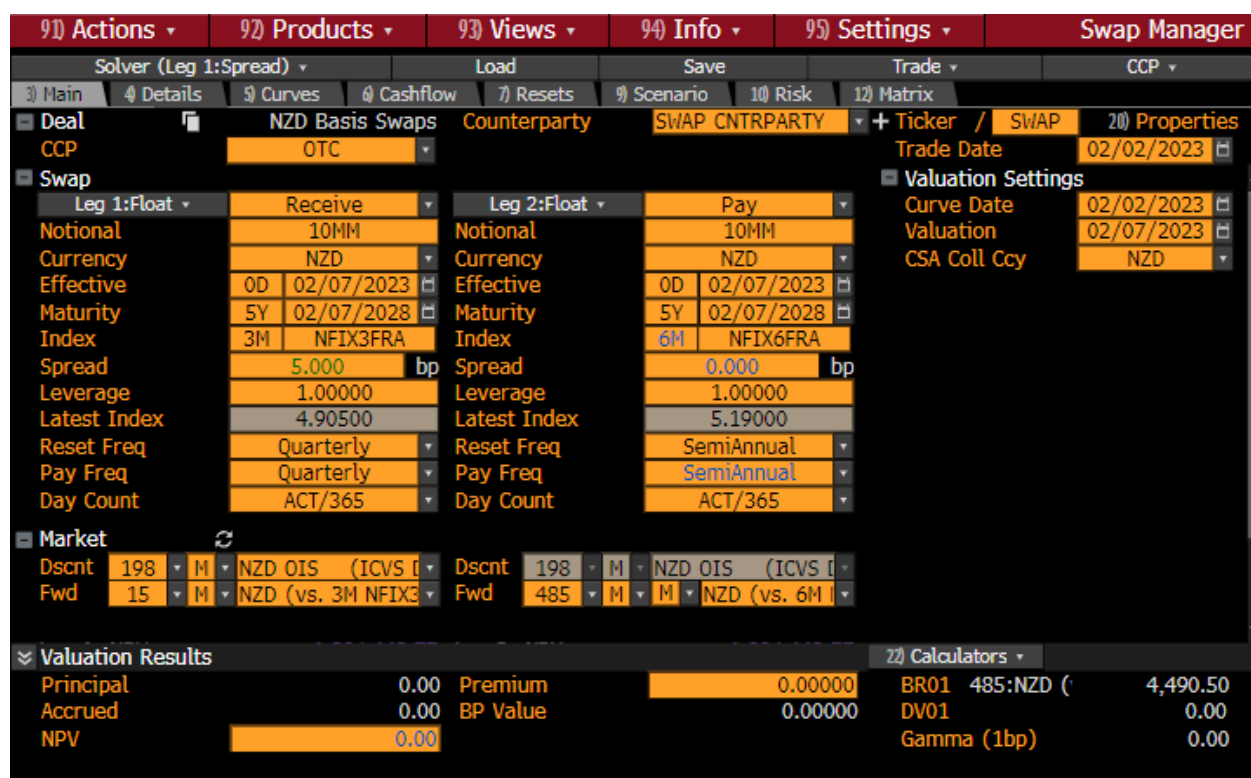 91) Actions 92) Products 93) Views 94) Info 95) Settings Swap Manager
Solver (Leg 1:Spread) Load Save Trade CCP
3) Main 4) Details 5) Curves 6) Cashflow 7) Resets 9) Scenario 10) Risk 12) Matrix
Deal NZD Basis Swaps Counterparty SWAP CNTRPARTY + Ticker / SWAP 20) Properties
CCP OTC Trade Date 02/02/2023
Swap Valuation Settings
Leg 1:Float Receive Leg 2:Float Pay Curve Date 02/02/2023
Notional 10MM Notional 10MM Valuation 02/07/2023
Currency NZD Currency NZD CSA Coll Ccy NZD
Effective 0D 02/07/2023 Effective 0D 02/07/2023
Maturity 5Y 02/07/2028 Maturity 5Y 02/07/2028
Index 3M NFIX3FRA Index 6M NFIX6FRA
Spread 5.000 bp Spread 0.000 bp
Leverage 1.00000 Leverage 1.00000
Latest Index 4.90500 Latest Index 5.19000
Reset Freq Quarterly Reset Freq SemiAnnual
Pay Freq Quarterly Pay Freq SemiAnnual
Day Count ACT/365 Day Count ACT/365
Market
Dscnt 198 M NZD OIS (ICVS Dscnt 198 M NZD OIS (ICVS
Fwd 15 M NZD (vs. 3M NFIX3 Fwd 485 M M NZD (vs. 6M
Valuation Results 22) Calculators
Principal 0.00 Premium 0.00000 BR01 485:NZD ( 4,490.50
Accrued 0.00 BP Value 0.00000 DV01 0.00
NPV 0.00 Gamma (1bp) 0.00